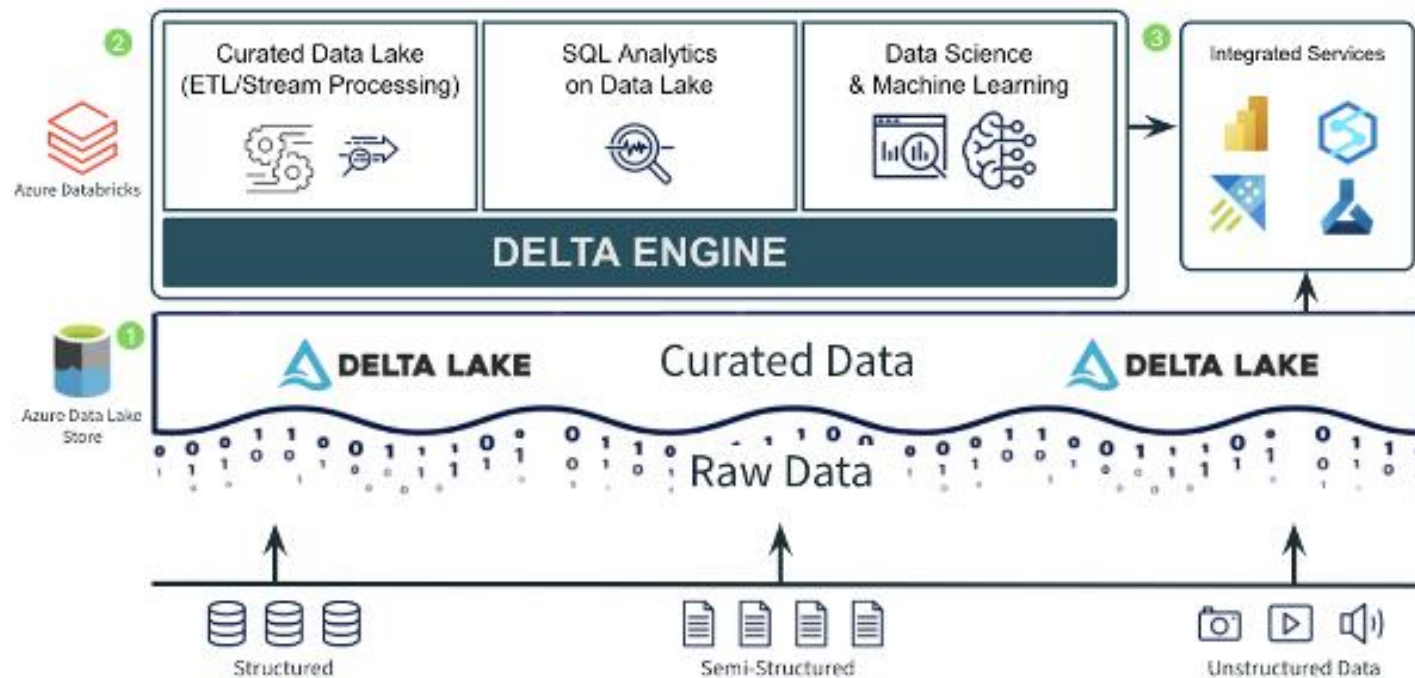 2
Curated Data Lake
(ETL/Stream Processing)
SQL Analytics
on Data Lake
Data Science
& Machine Learning
3
Integrated Services
Azure Databricks
DELTA ENGINE
1
Azure Data Lake
Store
DELTA LAKE
Curated Data
DELTA LAKE
Raw Data
Structured
Semi-Structured
Unstructured Data